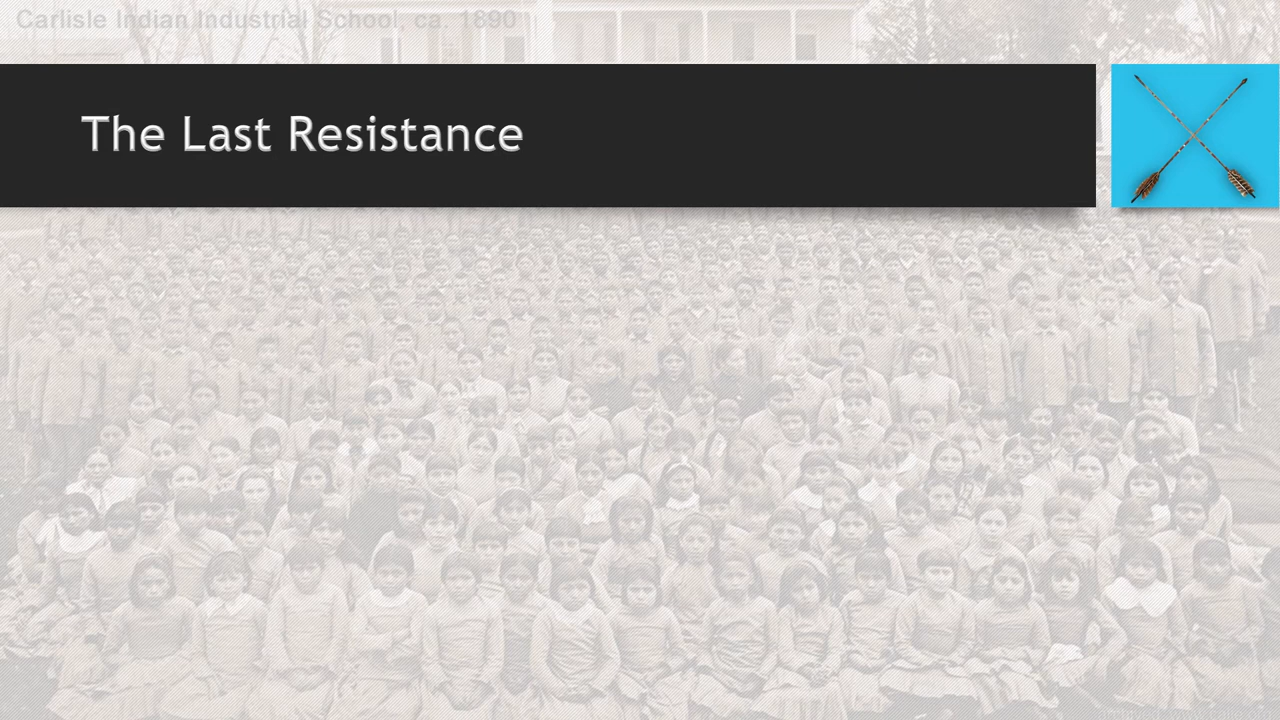 Carlisle Indian Industrial School, ca. 1890
The Last Resistance